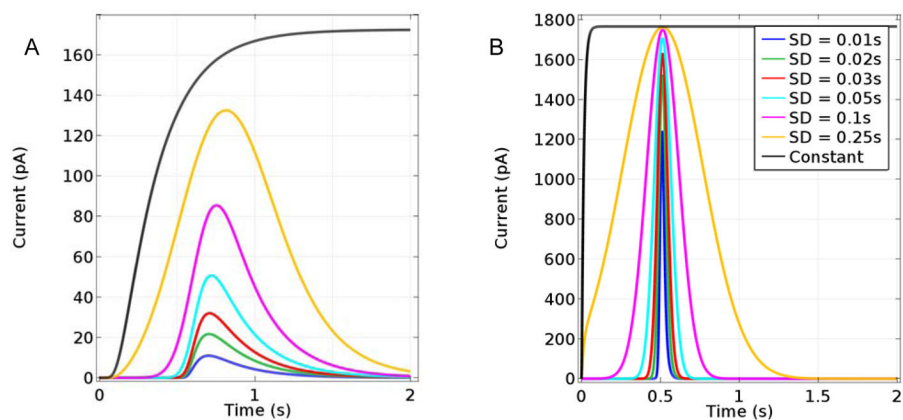 A
Current (pA)
160
140
120
100
80
60
40
20
0
0
1
2
Time (s)
B
Current (pA)
1800
1600
1400
1200
1000
800
600
400
200
0
0
0.5
1
1.5
2
Time (s)
SD = 0.01s
SD = 0.02s
SD = 0.03s
SD = 0.05s
SD = 0.1s
SD = 0.25s
Constant